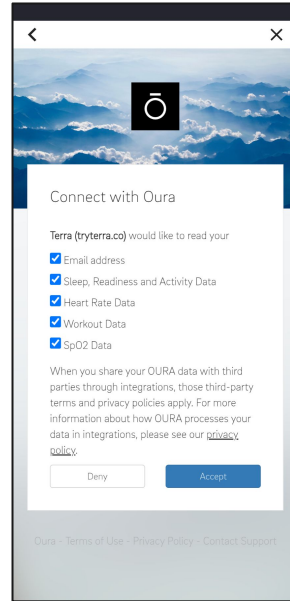 Ō
Connect with Oura
Terra (tryterra.co) would like to read your
Email address
Sleep, Readiness and Activity Data
Heart Rate Data
Workout Data
SpO2 Data
When you share your OURA data with third
parties through integrations, those third-party
terms and privacy policies apply. For more
information about how OURA processes your
data in integrations, please see our privacy
policy.
Deny Accept
Oura - Terms of Use - Privacy Policy - Contact Support